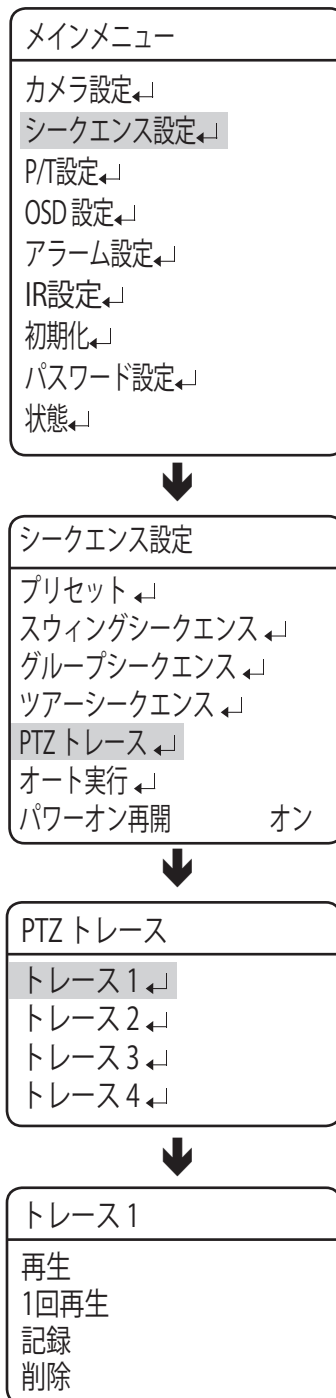 メインメニュー
カメラ設定↵
シークエンス設定↵
P/T設定↵
OSD 設定↵
アラーム設定↵
IR設定↵
初期化↵
パスワード設定↵
状態↵
シークエンス設定
プリセット ↵
スウィングシークエンス ↵
グループシークエンス ↵
ツアーシークエンス ↵
PTZ トレース ↵
オート実行 ↵
パワーオン再開 オン
PTZ トレース
トレース 1 ↵
トレース 2 ↵
トレース 3 ↵
トレース 4 ↵
トレース 1
再生
1回再生
記録
削除